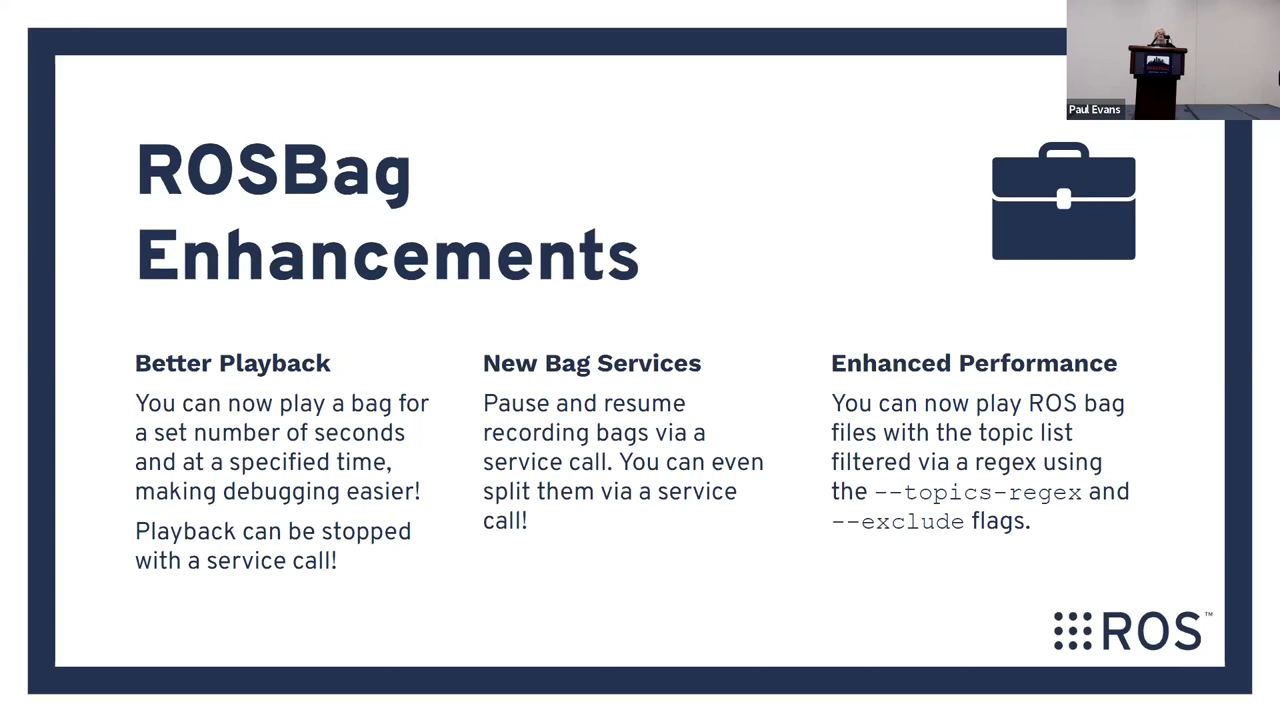 Paul Evans
ROSBag
Enhancements
Better Playback
You can now play a bag for
a set number of seconds
and at a specified time,
making debugging easier!
Playback can be stopped
with a service call!
New Bag Services
Pause and resume
recording bags via a
service call. You can even
split them via a service
call!
Enhanced Performance
You can now play ROS bag
files with the topic list
filtered via a regex using
the --topics-regex and
--exclude flags.
ROS™